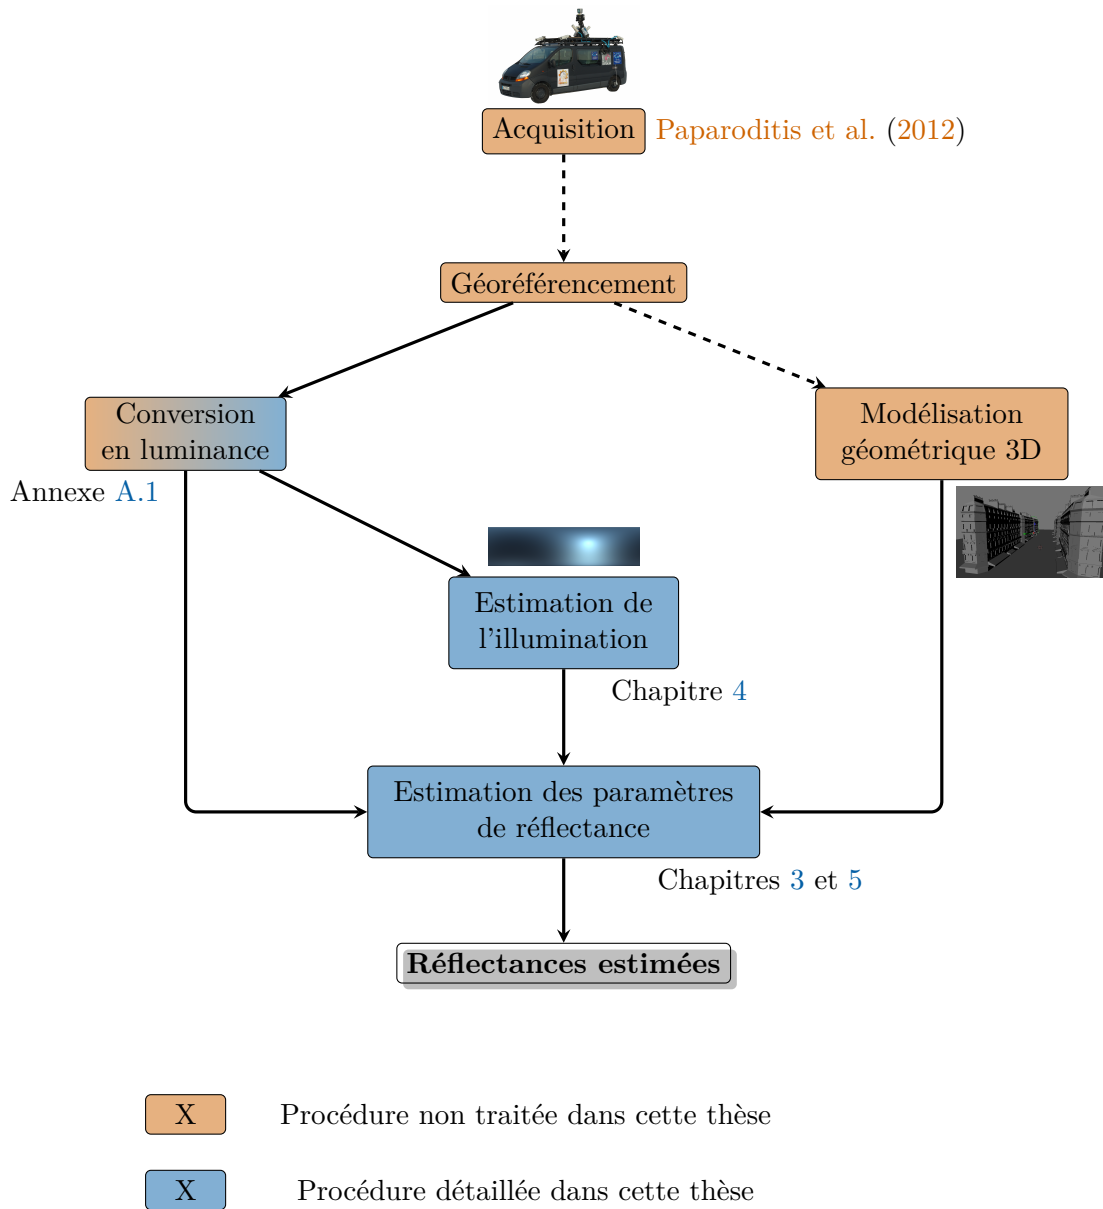 Acquisition
Paparoditis et al. (2012)
Géoréférencement
Conversion
en luminance
Modélisation
géométrique 3D
Annexe A.1
Estimation de
l'illumination
Chapitre 4
Estimation des paramètres
de réflectance
Chapitres 3 et 5
Réflectances estimées
X Procédure non traitée dans cette thèse
X Procédure détaillée dans cette thèse